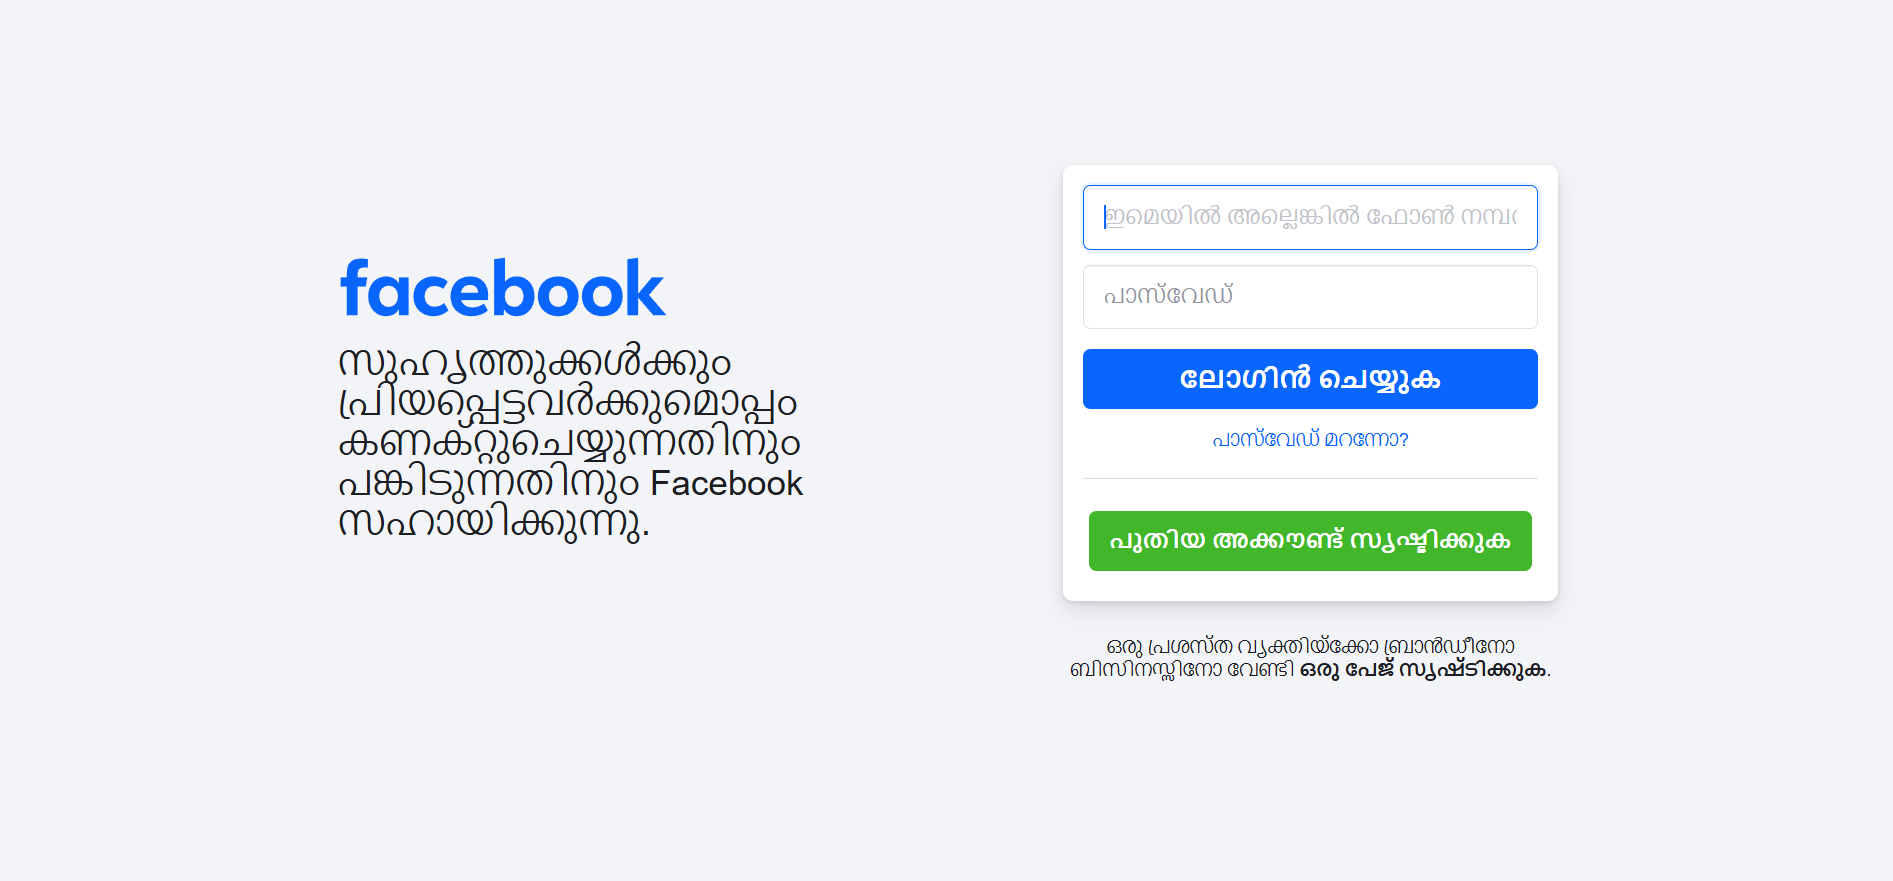 facebook
സുഹൃത്തുക്കൾക്കും
പ്രിയപ്പെട്ടവർക്കുമൊപ്പം
കണക്റ്റുചെയ്യുന്നതിനും
പങ്കിടുന്നതിനും Facebook
സഹായിക്കുന്നു.
ഇമെയിൽ അല്ലെങ്കിൽ ഫോൺ
പാസ്‌വേഡ്
ലോഗിൻ ചെയ്യുക
പാസ്‌വേഡ് മറന്നോ?
പുതിയ അക്കൗണ്ട് സൃഷ്ടിക്കുക
ഒരു പ്രശസ്ത വ്യക്തിയ്ക്കോ ബ്രാൻഡീനോ
ബിസിനസ്സിനോ വേണ്ടി ഒരു പേജ് സൃഷ്‌ടിക്കുക.